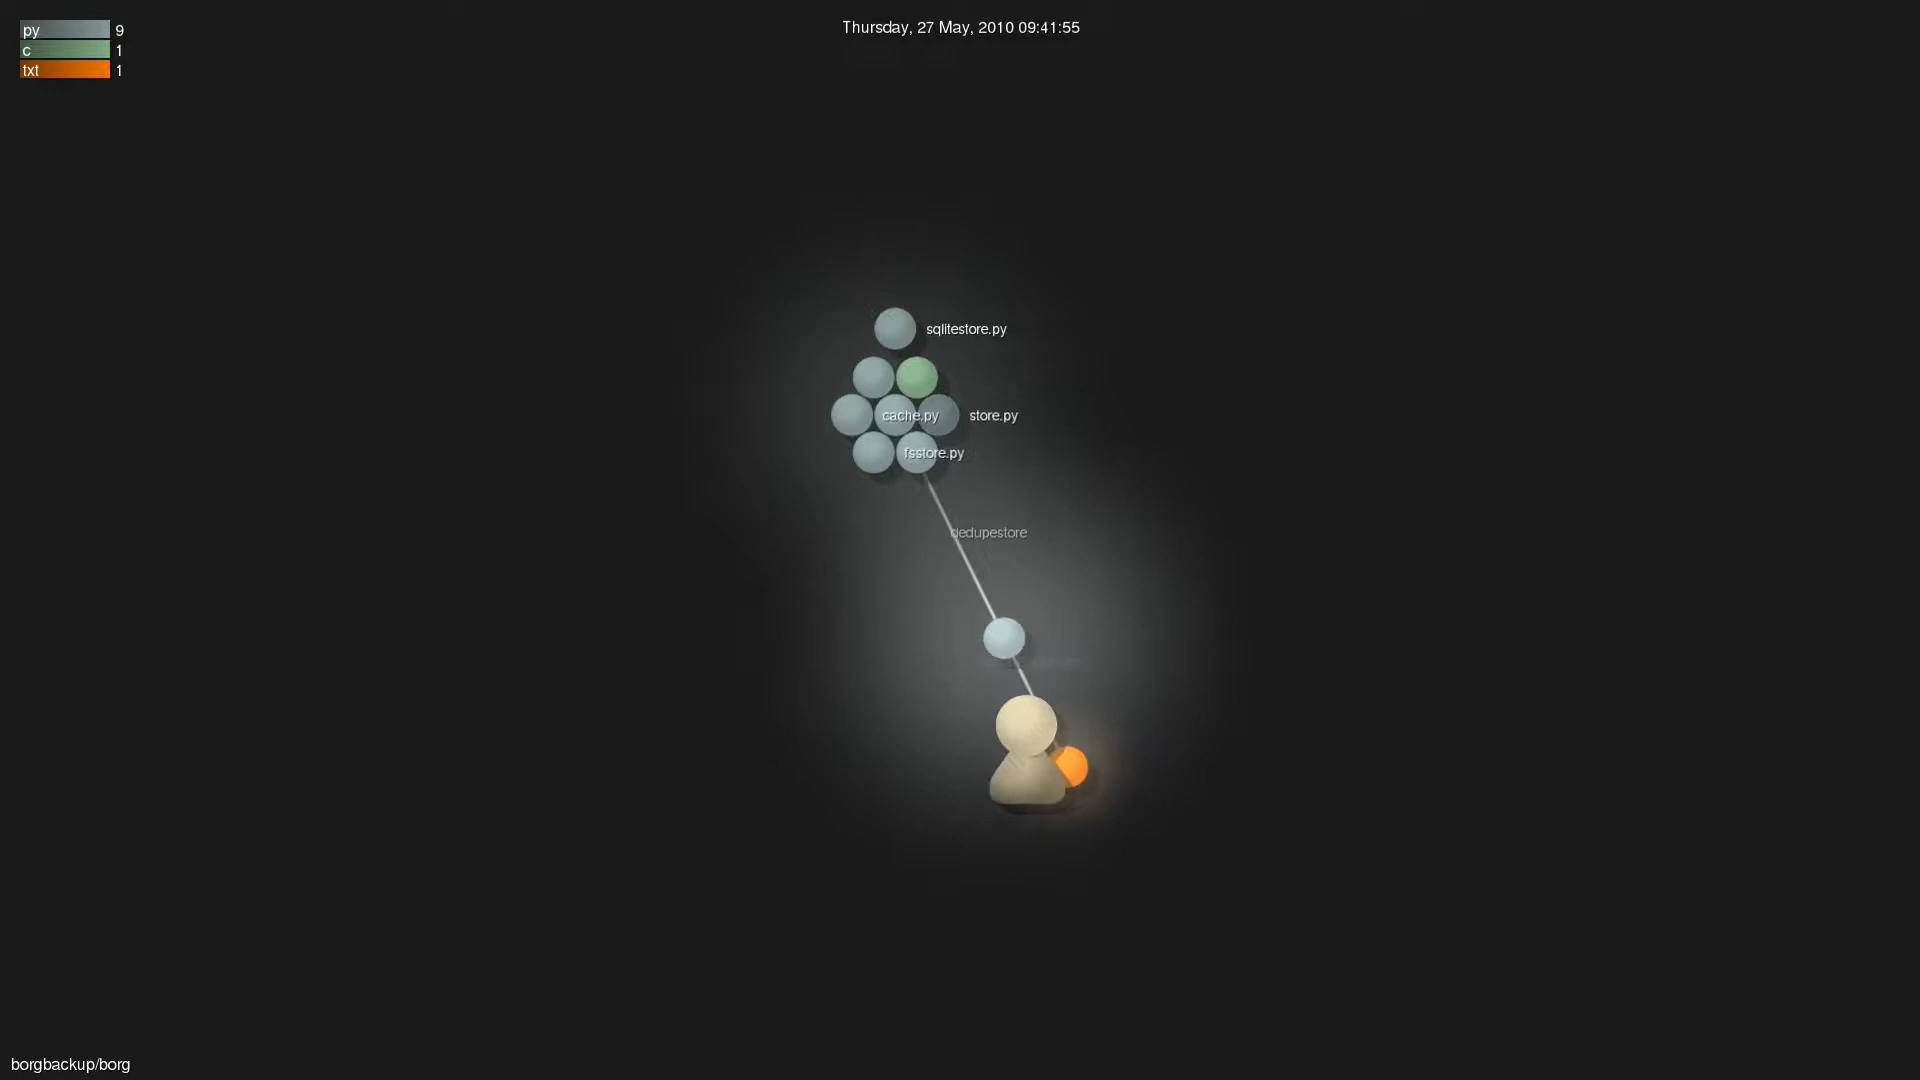 py 9
c 1
txt 1
Thursday, 27 May, 2010 09:41:55
sqlitestore.py
cache.py
store.py
fsstore.py
dedupestore
borgbackup/borg